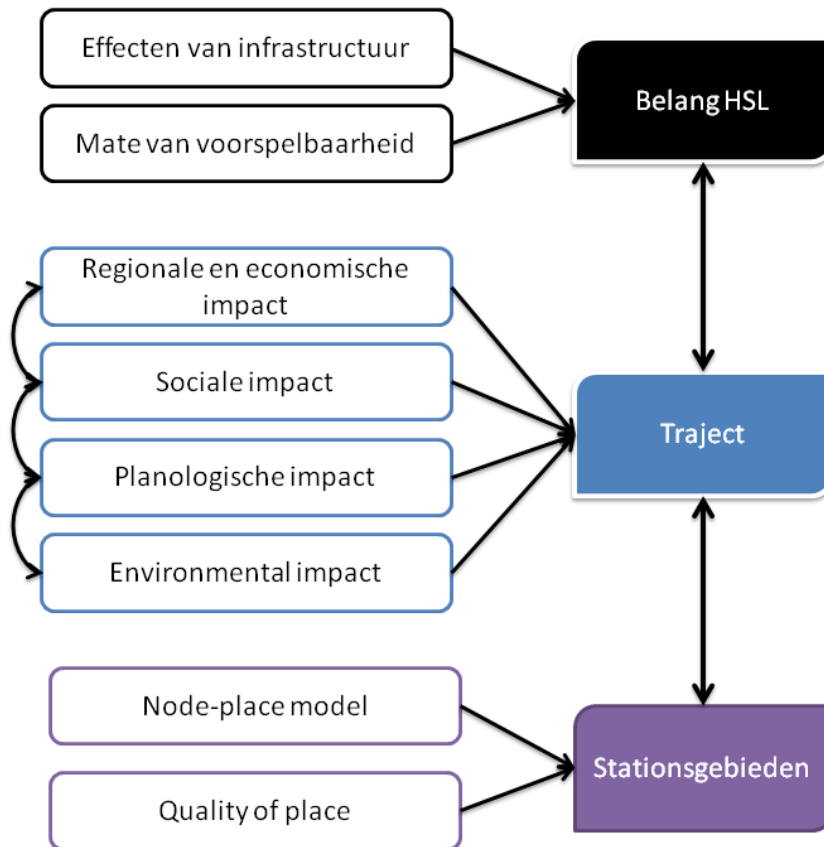 Effecten van infrastructuur
Mate van voorspelbaarheid
Belang HSL
Regionale en economische
impact
Sociale impact
Planologische impact
Environmental impact
Traject
Node-place model
Quality of place
Stationsgebieden